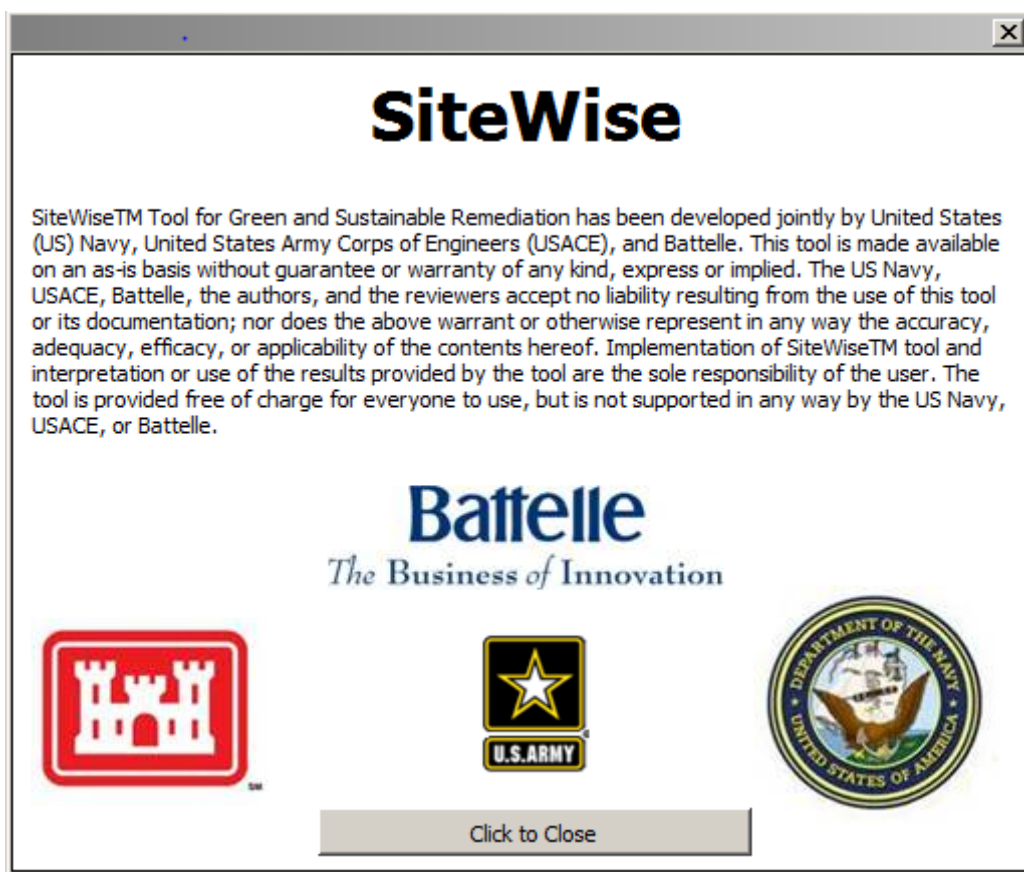 SiteWise
SiteWiseTM Tool for Green and Sustainable Remediation has been developed jointly by United States
(US) Navy, United States Army Corps of Engineers (USACE), and Battelle. This tool is made available
on an as-is basis without guarantee or warranty of any kind, express or implied. The US Navy,
USACE, Battelle, the authors, and the reviewers accept no liability resulting from the use of this tool
or its documentation; nor does the above warrant or otherwise represent in any way the accuracy,
adequacy, efficacy, or applicability of the contents hereof. Implementation of SiteWiseTM tool and
interpretation or use of the results provided by the tool are the sole responsibility of the user. The
tool is provided free of charge for everyone to use, but is not supported in any way by the US Navy,
USACE, or Battelle.
Battelle
The Business of Innovation
SM
U.S.ARMY
DEPARTMENT OF THE NAVY
UNITED STATES OF AMERICA
Click to Close